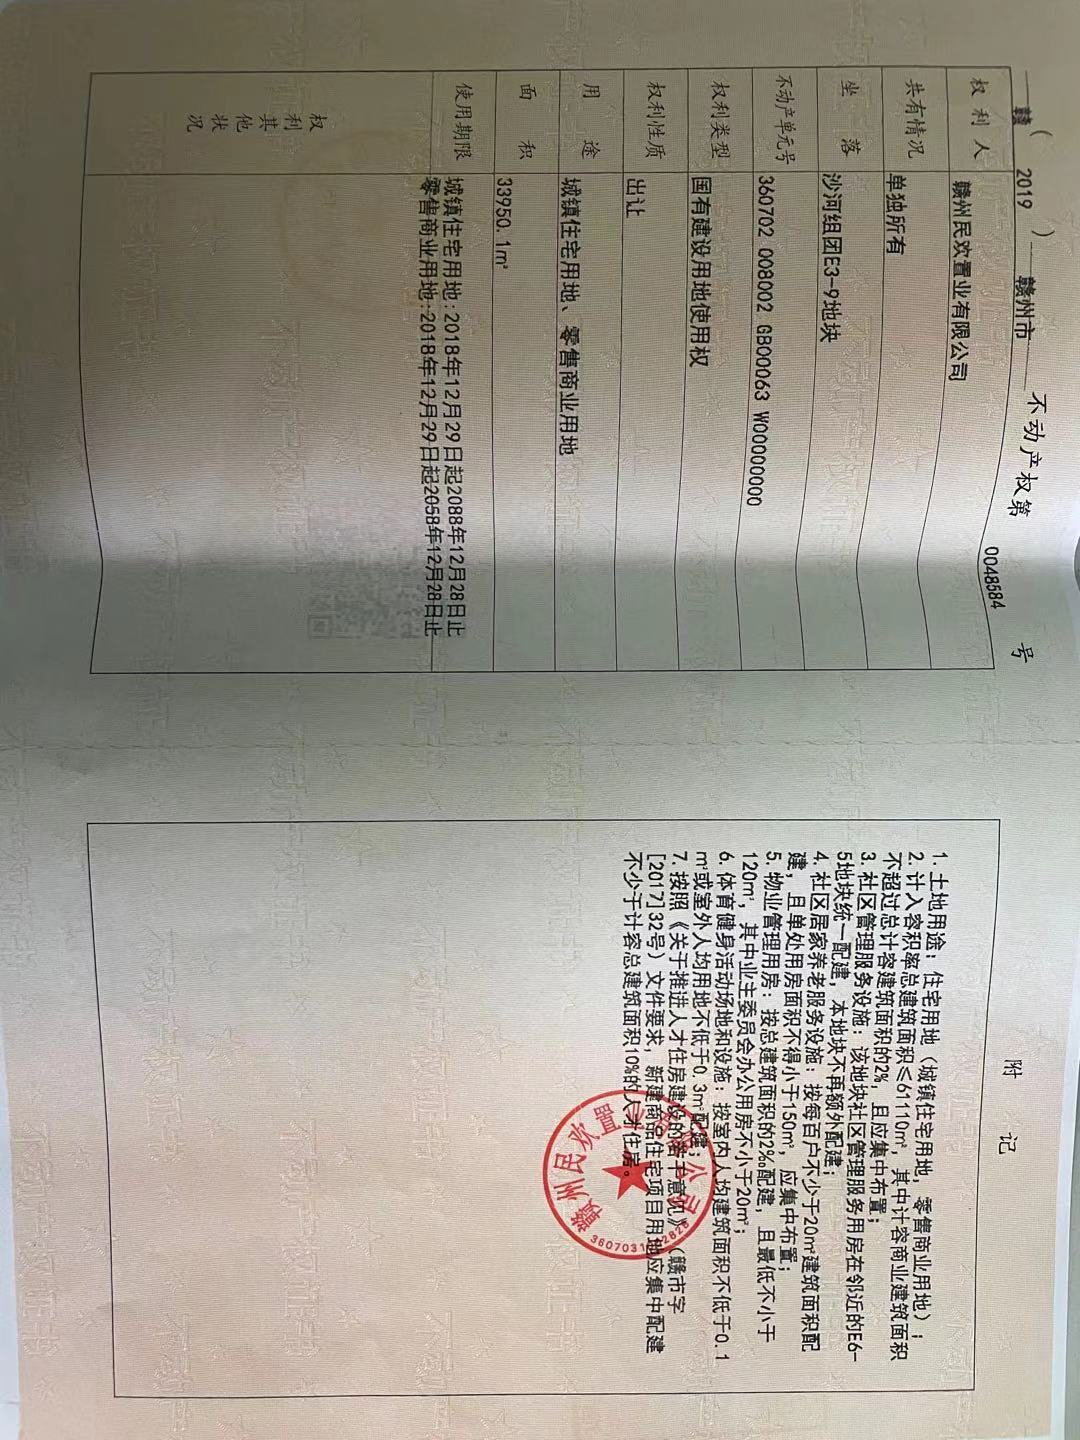 赣 ( 2019 ) 赣州市 不动产权第 0048584 号
权利人 赣州民欢置业有限公司
共有情况 单独所有
坐落 沙河组团E3-9地块
不动产单元号 360702 008002 GB00063 W00000000
权利类型 国有建设用地使用权
权利性质 出让
用途 城镇住宅用地、零售商业用地
面积 33950.1㎡
使用期限 城镇住宅用地:2018年12月29日起2088年12月28日止
零售商业用地:2018年12月29日起2058年12月28日止
权利其他状况
附记
1.土地用途:住宅用地(城镇住宅用地,零售商业用地);
2.计入容积率总建筑面积≤61110㎡,其中计容商业建筑面积
不超过总计容建筑面积的2%,且应集中布置;
3.社区管理服务设施:该地块社区管理服务用房在邻近的E6-
5地块统一配建,本地块不再额外配建;
4.社区居家养老服务设施:按每百户不少于20㎡建筑面积配
建,且单处用房面积不得小于150㎡,应集中布置;
5.物业管理用房:按总建筑面积的2‰配建,且最低不小于
120㎡,其中业主委员会办公用房不小于20㎡;
6.体育健身活动场地和设施:按室内人均建筑面积不低于0.1
㎡或室外人均用地不低于0.3㎡配建;
7.按照《关于推进人才住房建设的若干意见》(赣市字
[2017]32号)文件要求,新建商品住宅项目用地应集中配建
不少于计容总建筑面积10%的人才住房。
赣州民欢置业有限公司